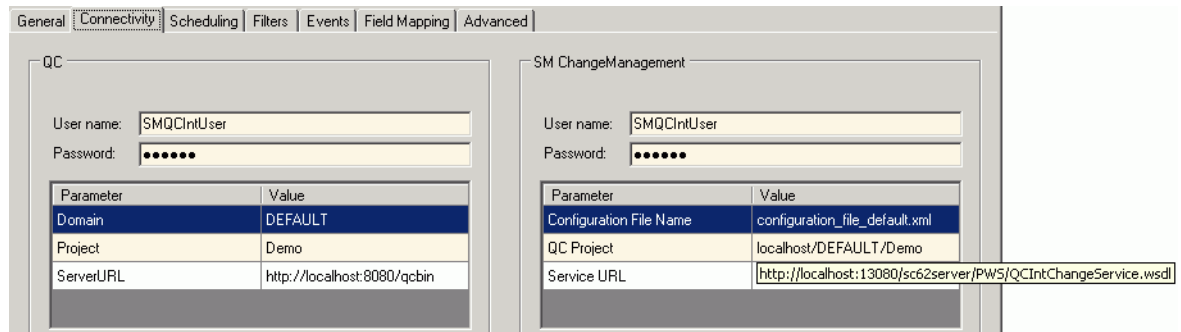 General Connectivity Scheduling Filters Events Field Mapping Advanced
QC
User name: SMQCIntUser
Password: ●●●●●●
Parameter Value
Domain DEFAULT
Project Demo
ServerURL http://localhost:8080/qcbin
SM ChangeManagement
User name: SMQCIntUser
Password: ●●●●●●
Parameter Value
Configuration File Name configuration_file_default.xml
QC Project localhost/DEFAULT/Demo
Service URL http://localhost:13080/sc62server/PWS/QCIntChangeService.wsdl